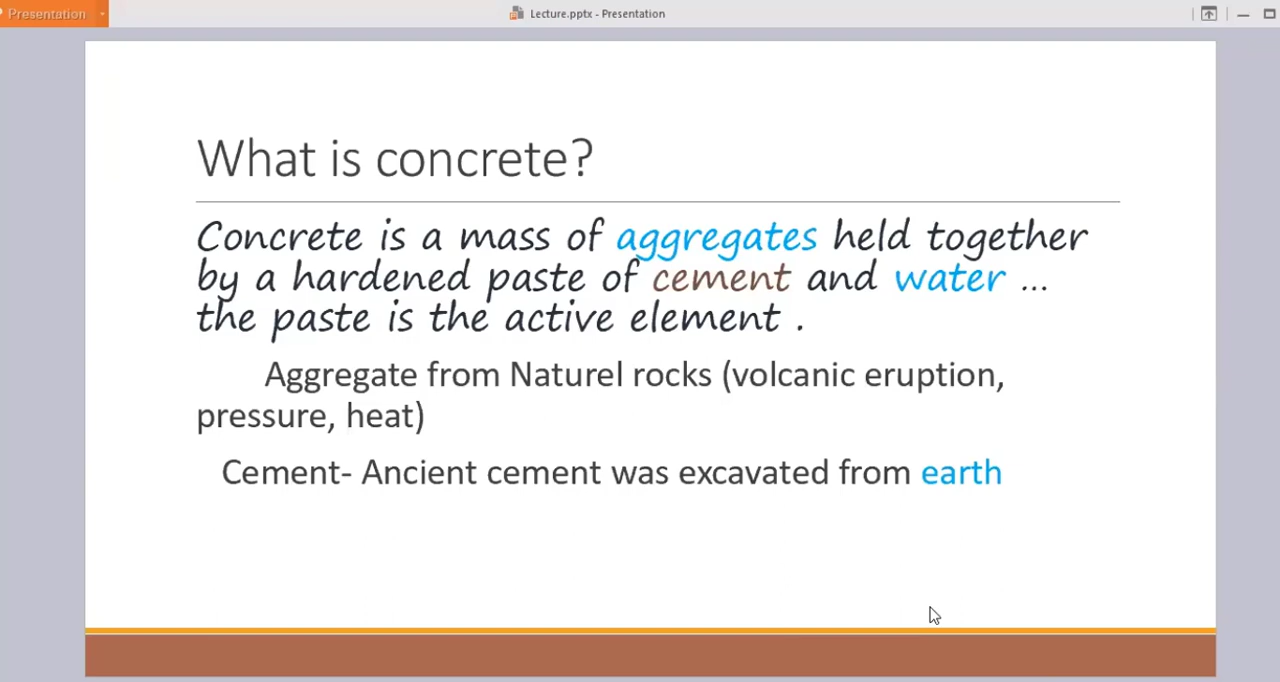 Presentation
Lecture.pptx - Presentation
What is concrete?
Concrete is a mass of aggregates held together
by a hardened paste of cement and water ...
the paste is the active element .
Aggregate from Naturel rocks (volcanic eruption,
pressure, heat)
Cement- Ancient cement was excavated from earth